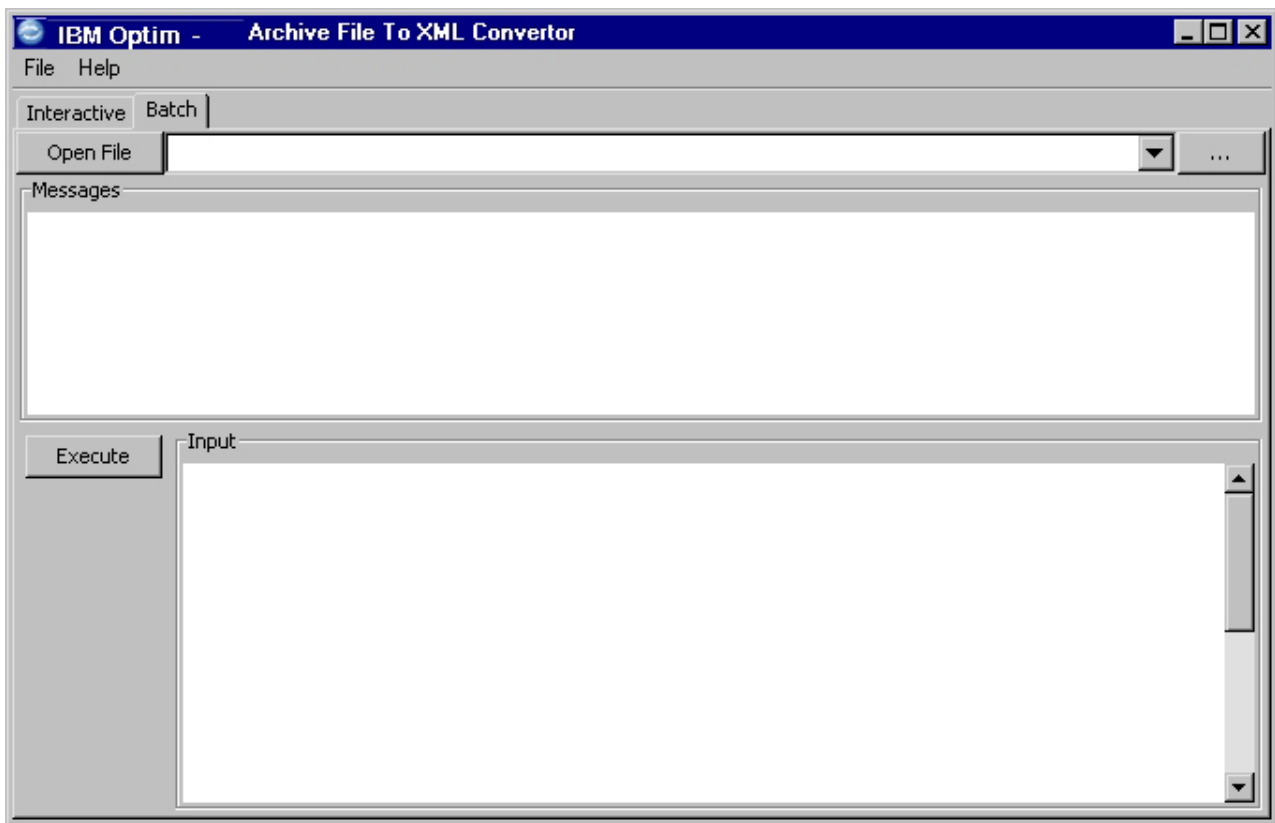 IBM Optim - Archive File To XML Convertor
File Help
Interactive Batch
Open File ...
Messages
Execute Input